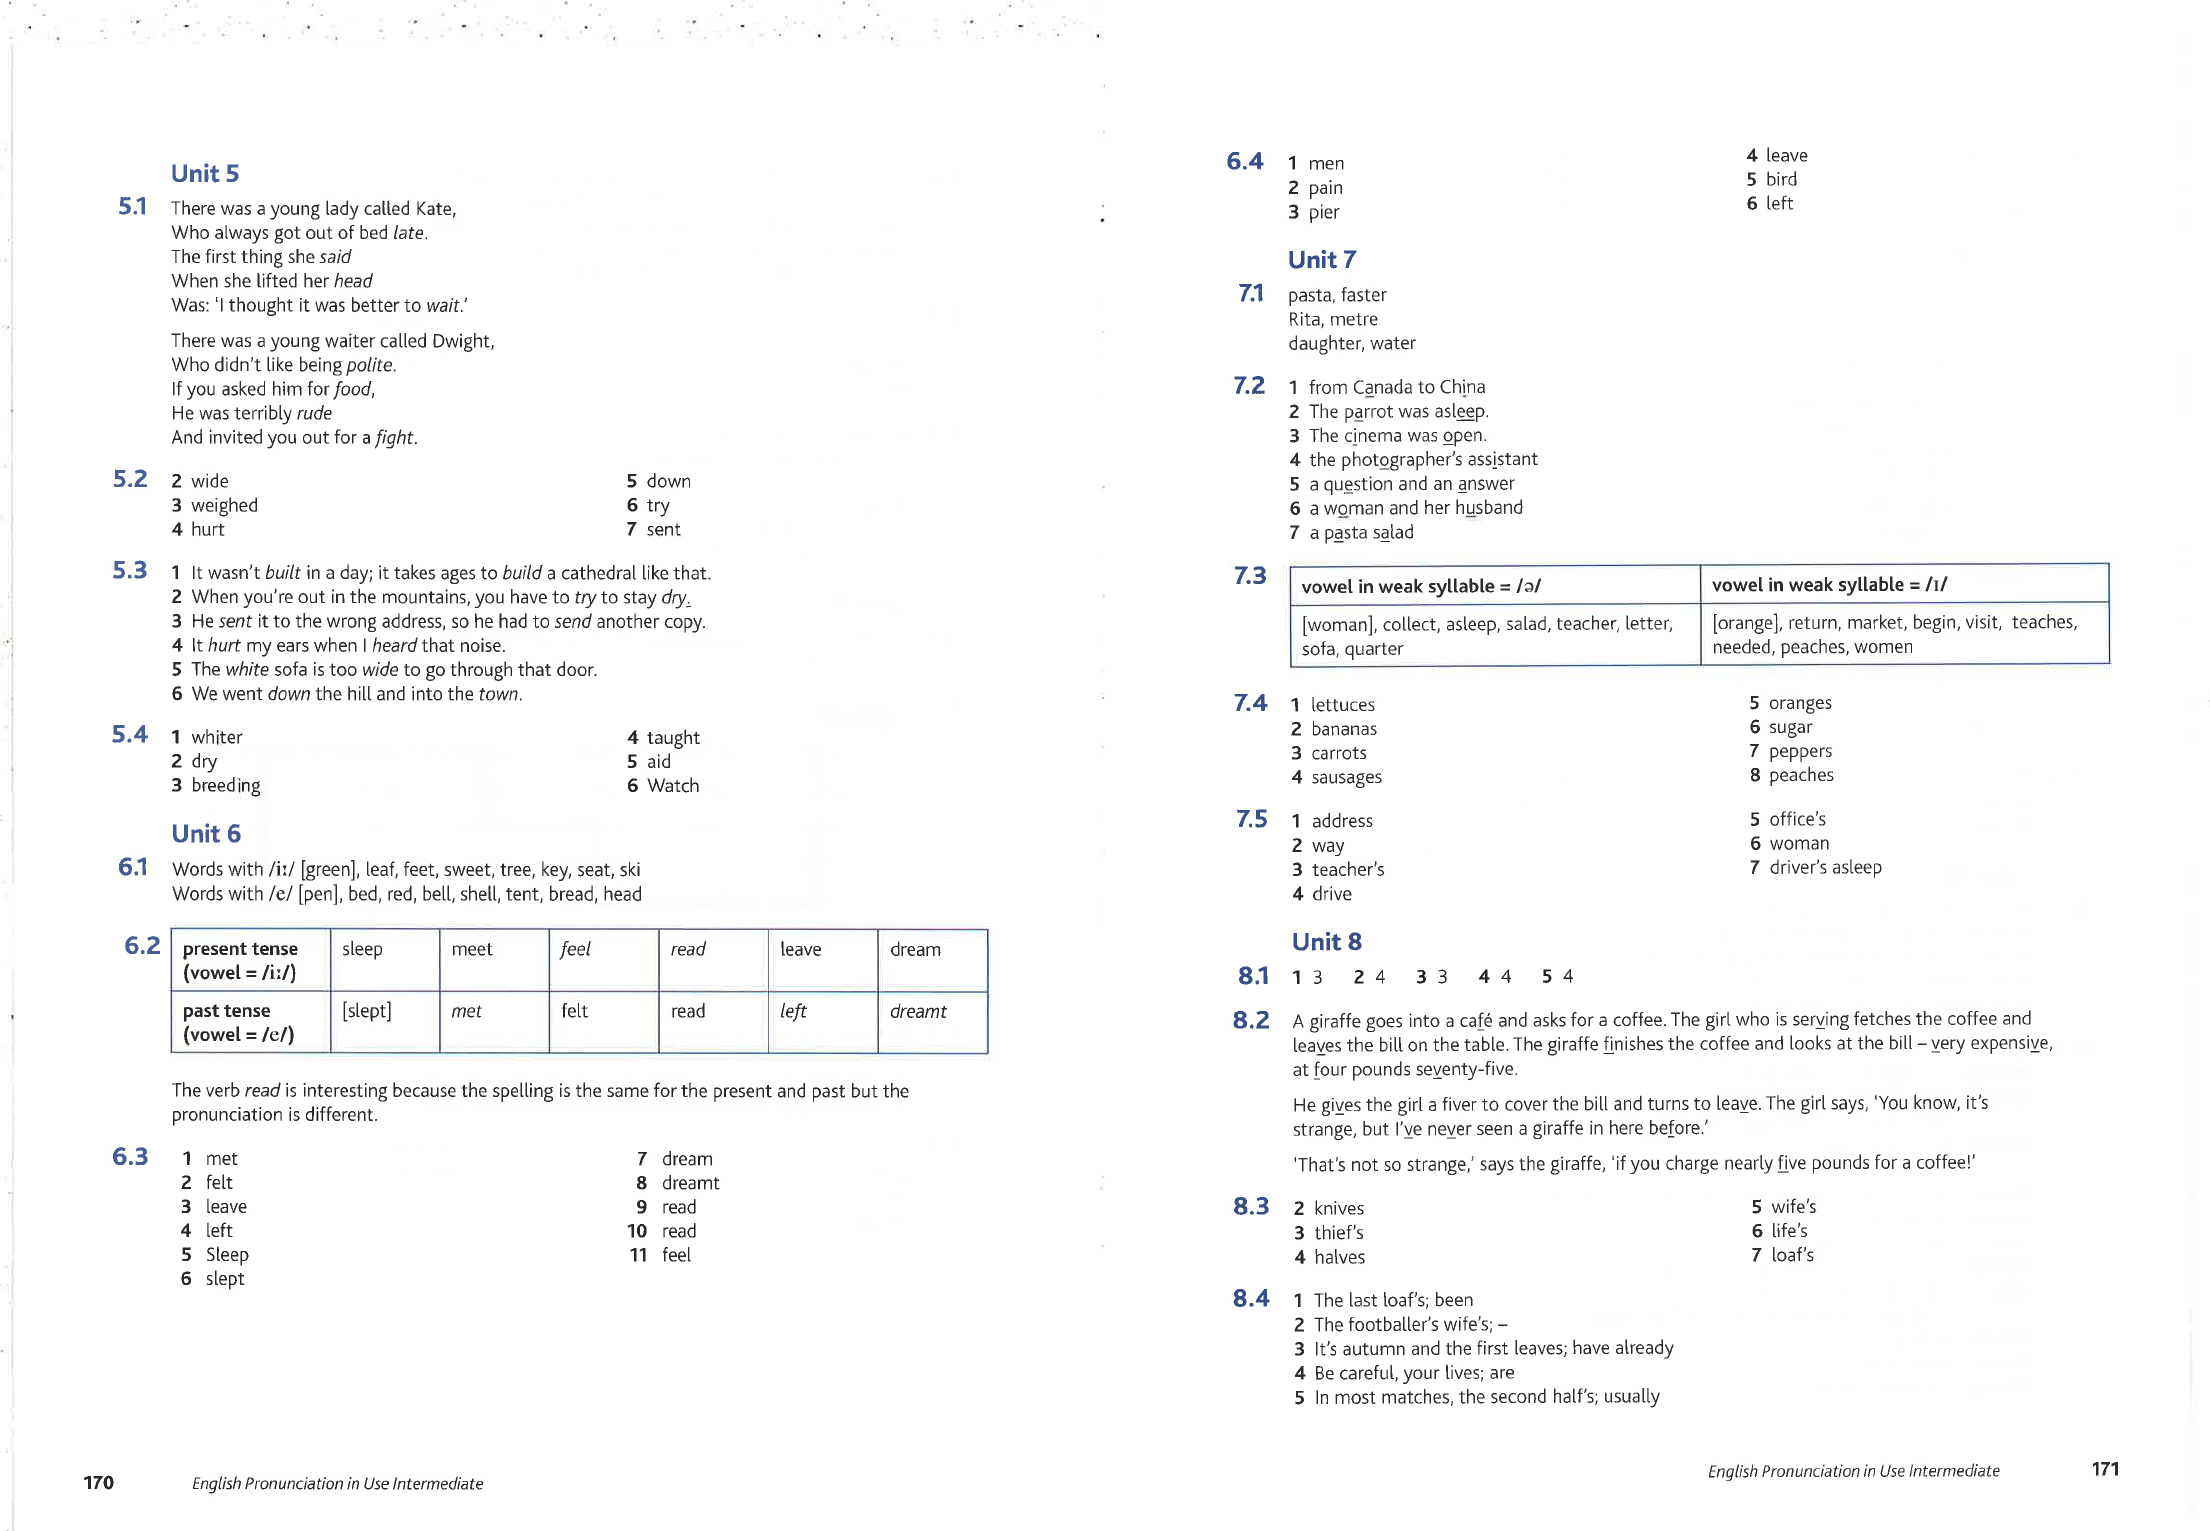 Unit 5
5.1 There was a young lady called Kate,
Who always got out of bed late.
The first thing she said
When she lifted her head
Was: ‘I thought it was better to wait.’
There was a young waiter called Dwight,
Who didn't like being polite.
If you asked him for food,
He was terribly rude
And invited you out for a fight.
5.2 2 wide 5 down
3 weighed 6 try
4 hurt 7 sent
5.3 1 It wasn't built in a day; it takes ages to build a cathedral like that.
2 When you're out in the mountains, you have to try to stay dry.
3 He sent it to the wrong address, so he had to send another copy.
4 It hurt my ears when I heard that noise.
5 The white sofa is too wide to go through that door.
6 We went down the hill and into the town.
5.4 1 whiter 4 taught
2 dry 5 aid
3 breeding 6 Watch
Unit 6
6.1 Words with /iː/ [green], leaf, feet, sweet, tree, key, seat, ski
Words with /e/ [pen], bed, red, bell, shell, tent, bread, head
6.2 present tense sleep meet feel read leave dream
(vowel = /iː/)
past tense [slept] met felt read left dreamt
(vowel = /e/)
The verb read is interesting because the spelling is the same for the present and past but the
pronunciation is different.
6.3 1 met 7 dream
2 felt 8 dreamt
3 leave 9 read
4 left 10 read
5 Sleep 11 feel
6 slept
170 English Pronunciation in Use Intermediate
6.4 1 men 4 leave
2 pain 5 bird
3 pier 6 left
Unit 7
7.1 pasta, faster
Rita, metre
daughter, water
7.2 1 from Canada to China
2 The parrot was asleep.
3 The cinema was open.
4 the photographer's assistant
5 a question and an answer
6 a woman and her husband
7 a pasta salad
7.3 vowel in weak syllable = /ə/ vowel in weak syllable = /ɪ/
[woman], collect, asleep, salad, teacher, letter, [orange], return, market, begin, visit, teaches,
sofa, quarter needed, peaches, women
7.4 1 lettuces 5 oranges
2 bananas 6 sugar
3 carrots 7 peppers
4 sausages 8 peaches
7.5 1 address 5 office's
2 way 6 woman
3 teacher's 7 driver's asleep
4 drive
Unit 8
8.1 1 3 2 4 3 3 4 4 5 4
8.2 A giraffe goes into a café and asks for a coffee. The girl who is serving fetches the coffee and
leaves the bill on the table. The giraffe finishes the coffee and looks at the bill – very expensive,
at four pounds seventy-five.
He gives the girl a fiver to cover the bill and turns to leave. The girl says, ‘You know, it's
strange, but I've never seen a giraffe in here before.’
‘That's not so strange,’ says the giraffe, ‘if you charge nearly five pounds for a coffee!’
8.3 2 knives 5 wife's
3 thief's 6 life's
4 halves 7 loaf's
8.4 1 The last loaf's; been
2 The footballer's wife's; –
3 It's autumn and the first leaves; have already
4 Be careful, your lives; are
5 In most matches, the second half's; usually
English Pronunciation in Use Intermediate 171